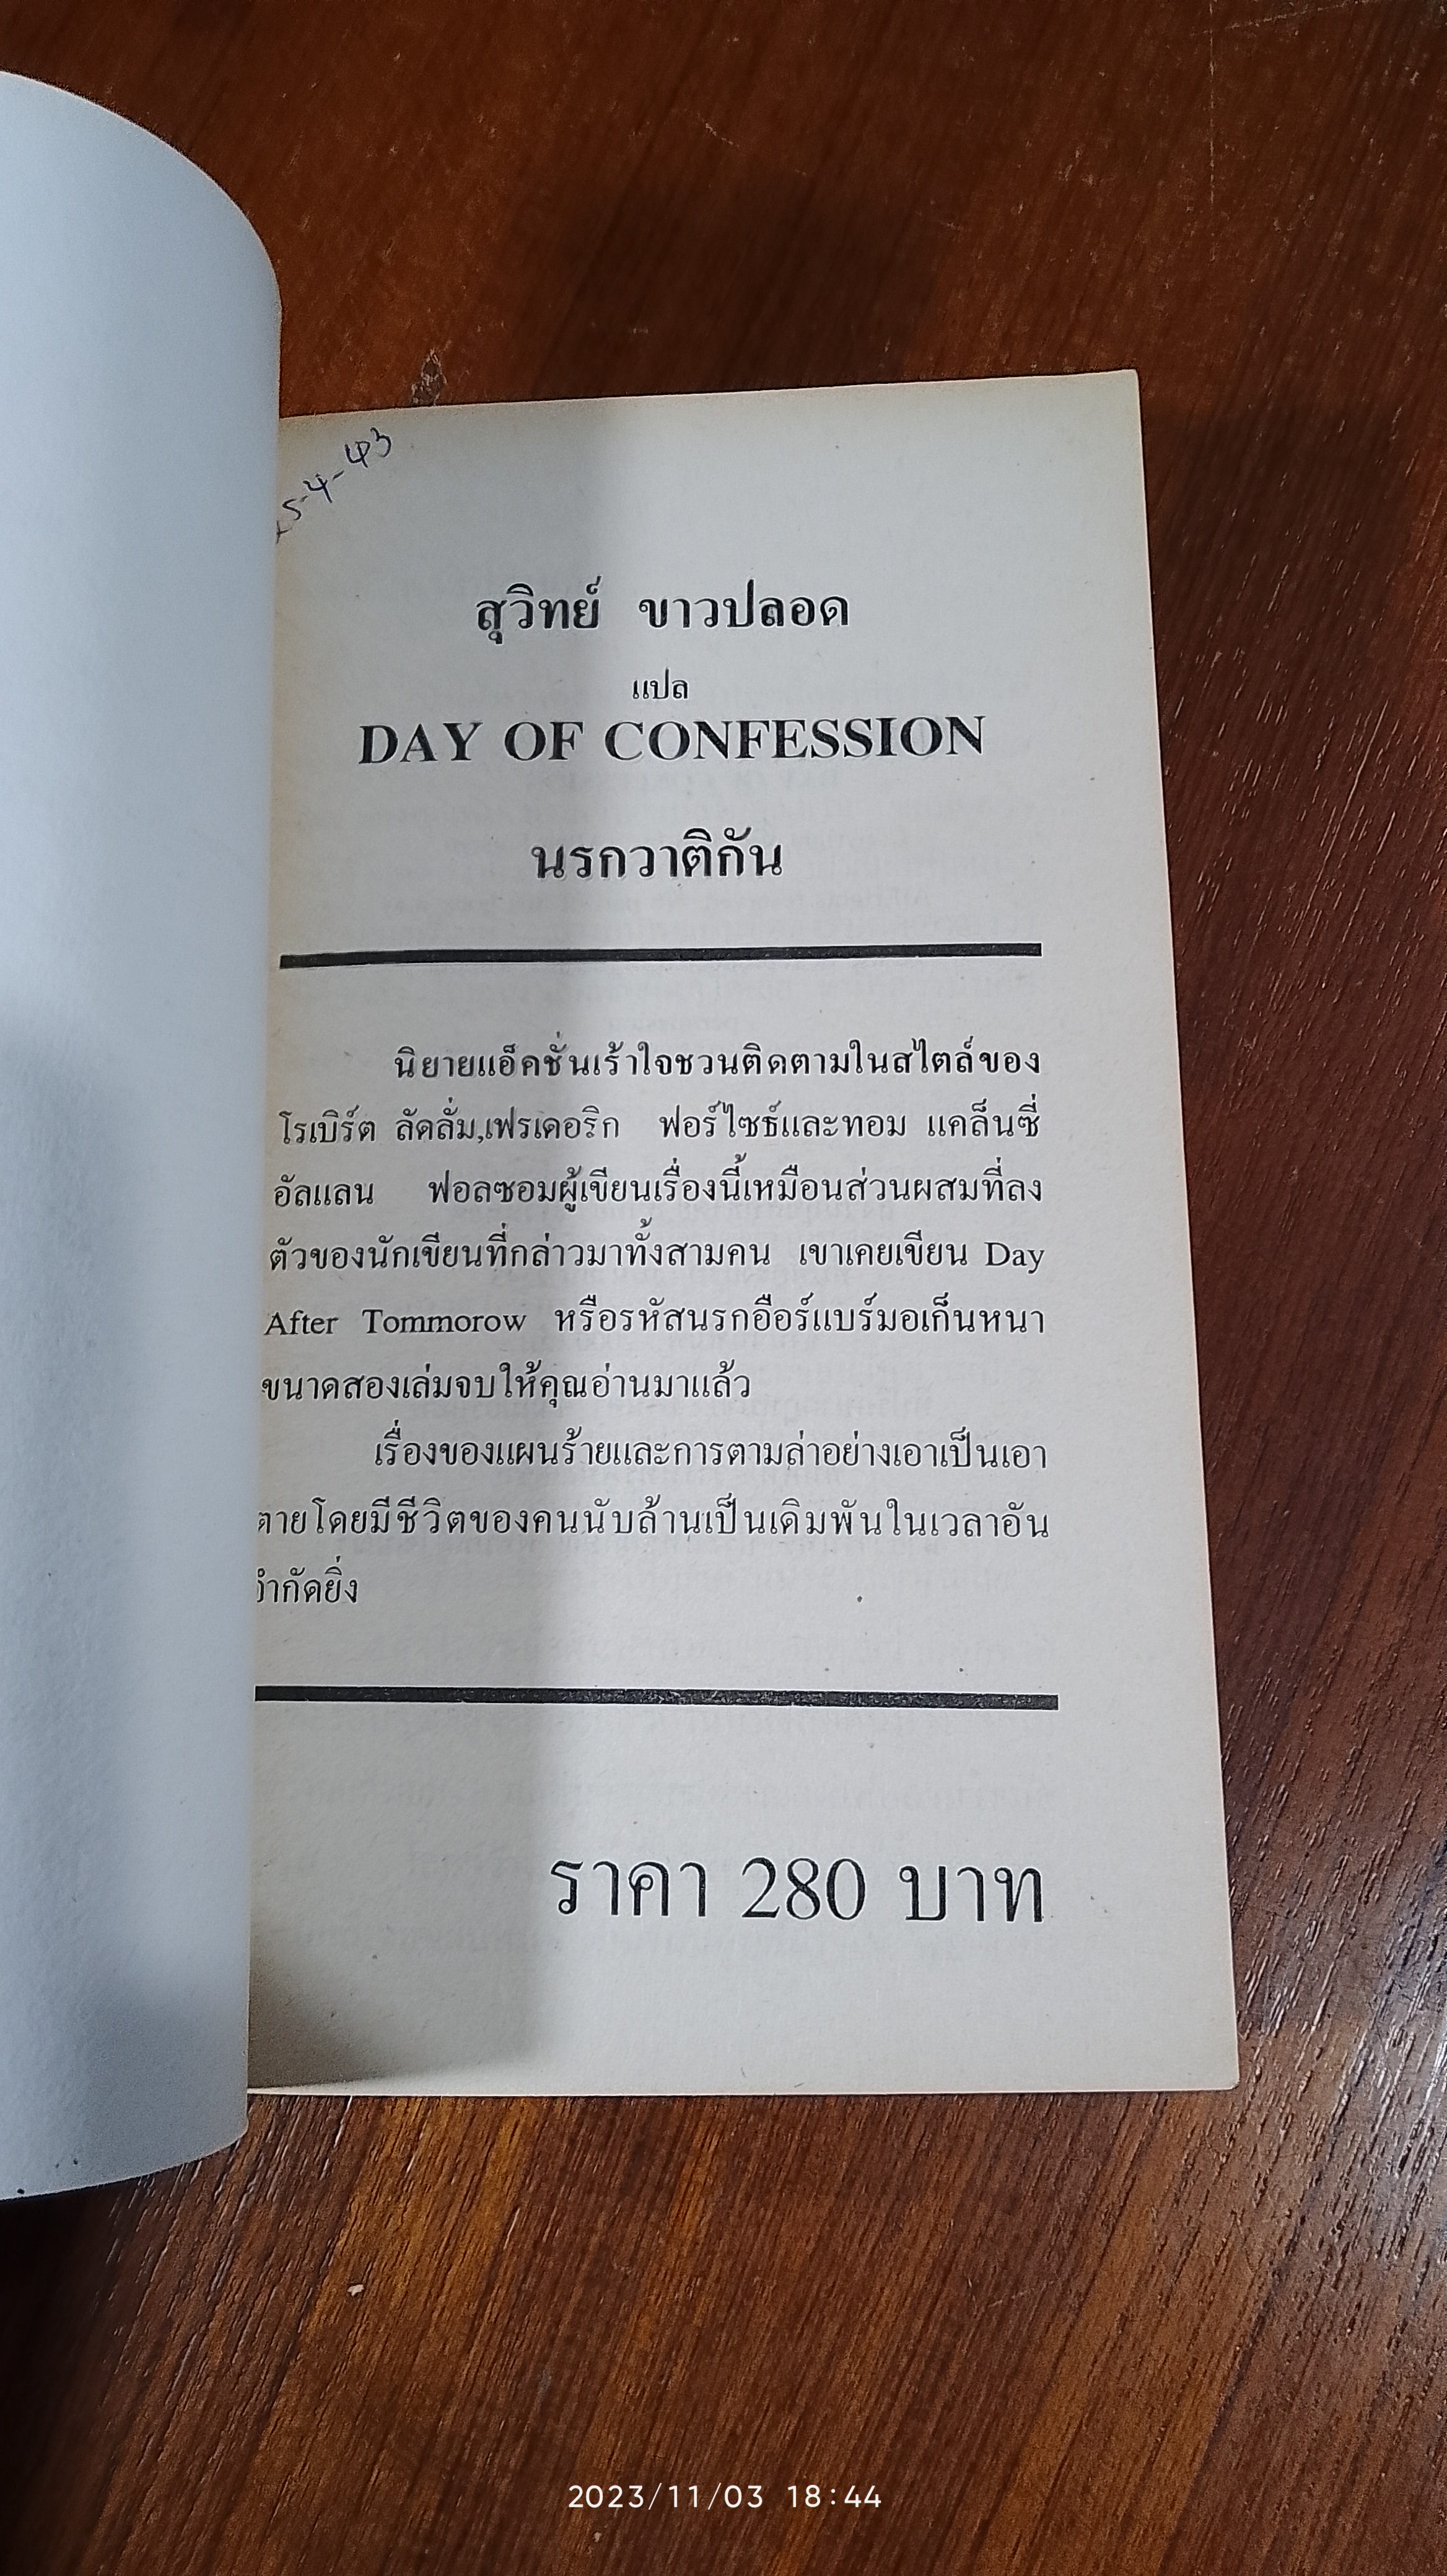 5-4-43
สุวิทย์ ขาวปลอด
แปล
DAY OF CONFESSION
นรกวาติกัน
นิยายแอ็คชั่นเร้าใจชวนติดตามในสไตล์ของ
โรเบิร์ต ลัดลั่ม,เฟรเดอริก ฟอร์ไซธ์และทอม แคล็นซี่
อัลแลน ฟอลซอมผู้เขียนเรื่องนี้เหมือนส่วนผสมที่ลง
ตัวของนักเขียนที่กล่าวมาทั้งสามคน เขาเคยเขียน Day
After Tommorow หรือรหัสนรกอือร์แบร์มอเก็นหนา
ขนาดสองเล่มจบให้คุณอ่านมาแล้ว
เรื่องของแผนร้ายและการตามล่าอย่างเอาเป็นเอา
ตายโดยมีชีวิตของคนนับล้านเป็นเดิมพันในเวลาอัน
จำกัดยิ่ง
ราคา 280 บาท
2023/11/03 18:44